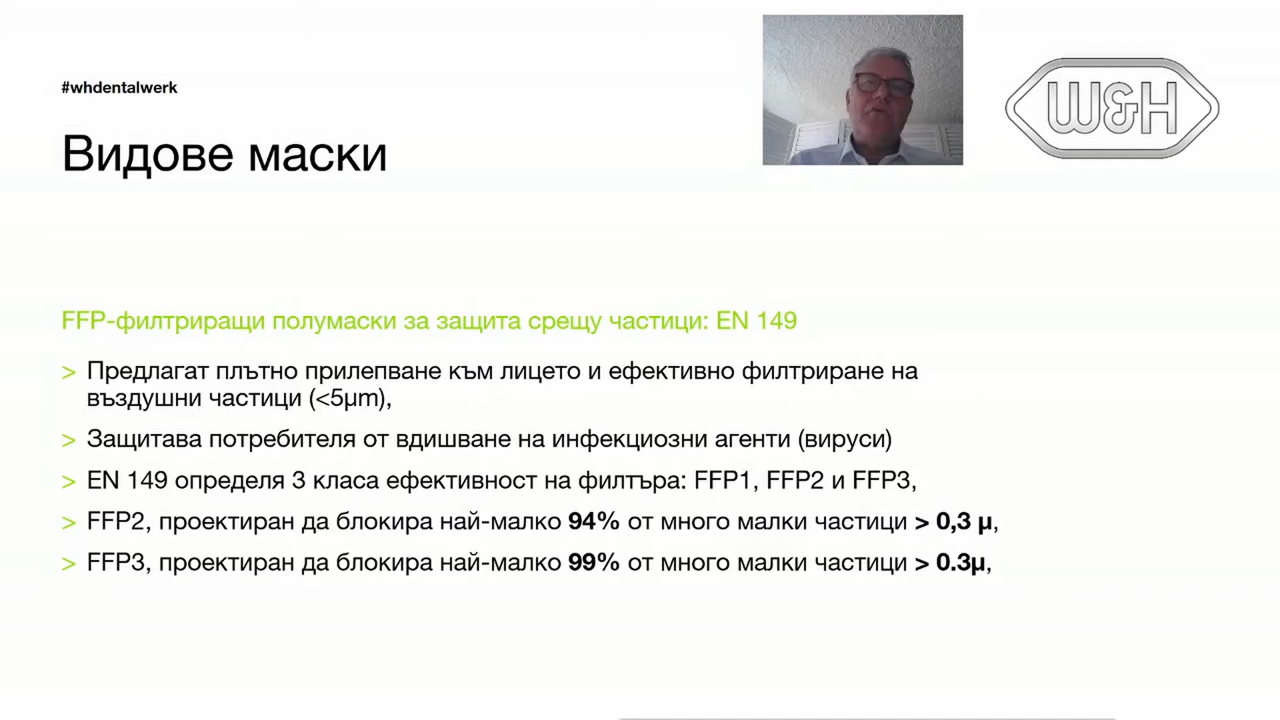 #whdentalwerk
W&H
Видове маски
FFP-филтриращи полумаски за защита срещу частици: EN 149
> Предлагат плътно прилепване към лицето и ефективно филтриране на
въздушни частици (<5μm),
> Защитава потребителя от вдишване на инфекциозни агенти (вируси)
> EN 149 определя 3 класа ефективност на филтъра: FFP1, FFP2 и FFP3,
> FFP2, проектиран да блокира най-малко 94% от много малки частици > 0,3 μ,
> FFP3, проектиран да блокира най-малко 99% от много малки частици > 0.3μ,